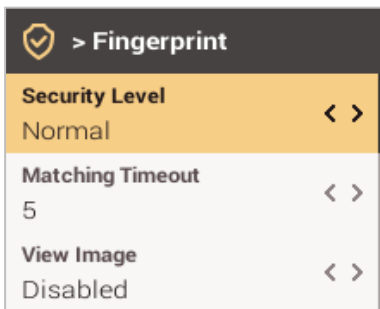 > Fingerprint
Security Level
Normal
Matching Timeout
5
View Image
Disabled